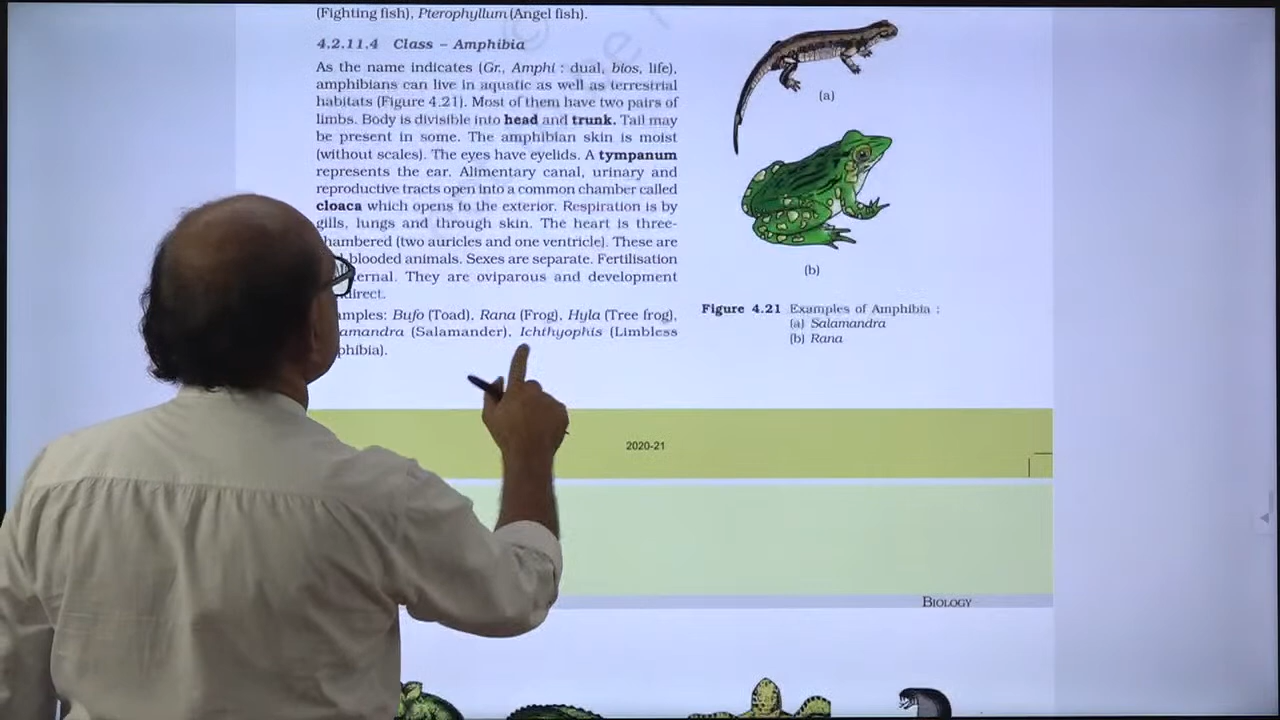 (Fighting fish), Pterophyllum (Angel fish).
4.2.11.4 Class – Amphibia
As the name indicates (Gr., Amphi : dual, bios, life),
amphibians can live in aquatic as well as terrestrial
habitats (Figure 4.21). Most of them have two pairs of
limbs. Body is divisible into head and trunk. Tail may
be present in some. The amphibian skin is moist
(without scales). The eyes have eyelids. A tympanum
represents the ear. Alimentary canal, urinary and
reproductive tracts open into a common chamber called
cloaca which opens to the exterior. Respiration is by
gills, lungs and through skin. The heart is three-
chambered (two auricles and one ventricle). These are
blooded animals. Sexes are separate. Fertilisation
ernal. They are oviparous and development
direct.
amples: Bufo (Toad), Rana (Frog), Hyla (Tree frog),
amandra (Salamander), Ichthyophis (Limbless
phibia).
(a)
(b)
Figure 4.21 Examples of Amphibia :
(a) Salamandra
(b) Rana
2020-21
BIOLOGY